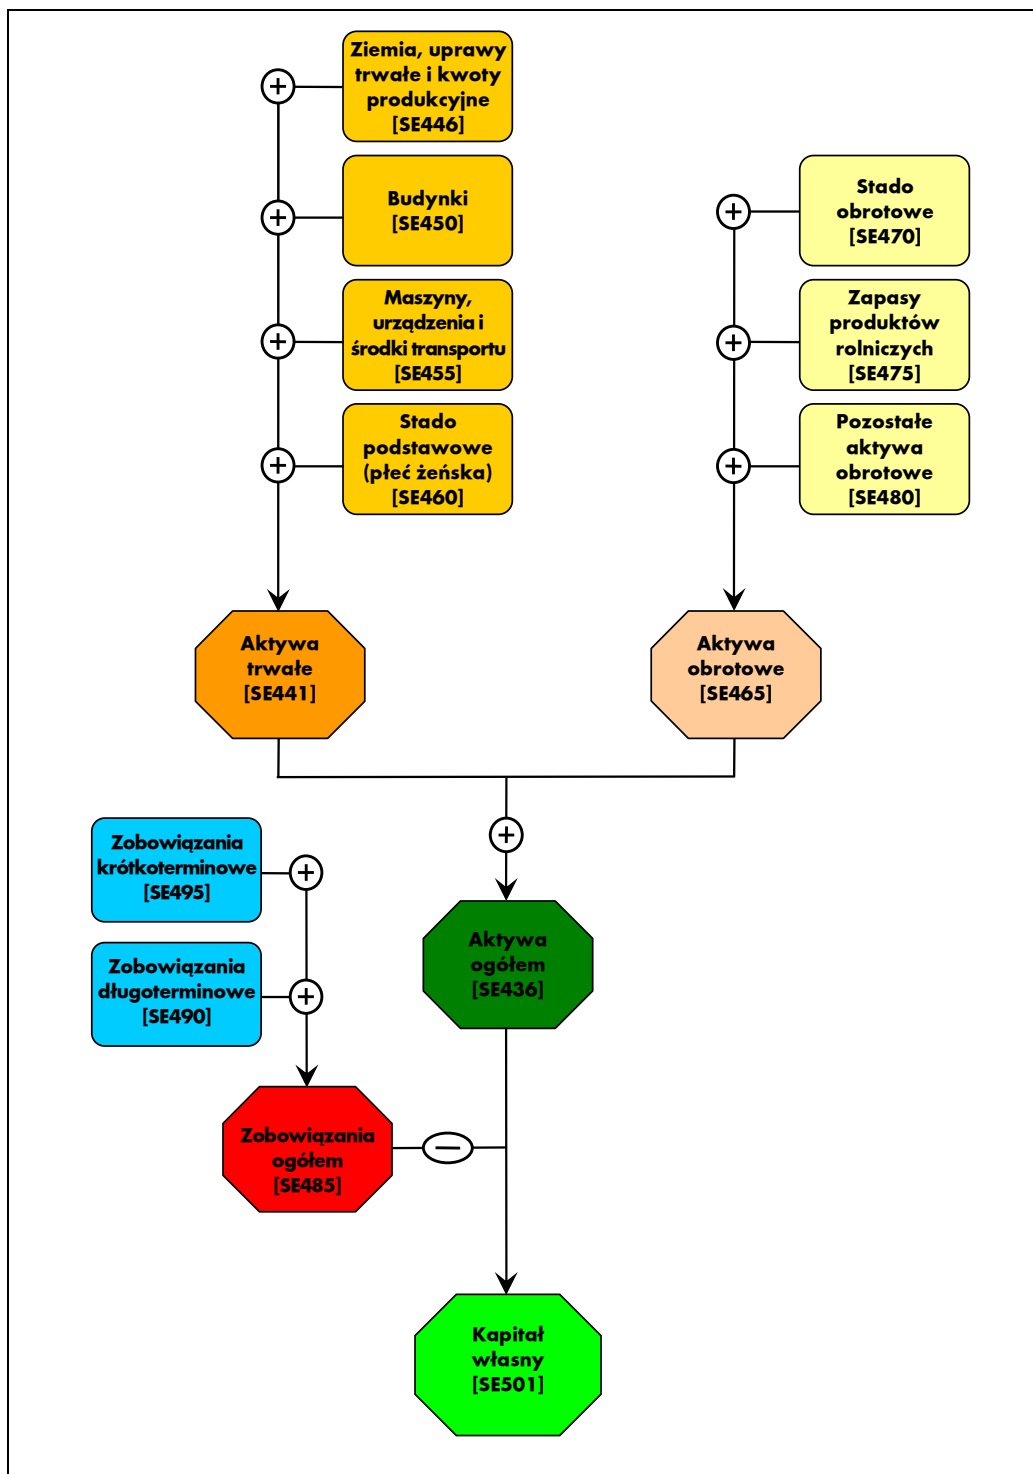 Ziemia, uprawy
trwałe i kwoty
produkcyjne
[SE446]
Budynki
[SE450]
Maszyny,
urządzenia i
środki transportu
[SE455]
Stado
podstawowe
(płeć żeńska)
[SE460]
Stado
obrotowe
[SE470]
Zapasy
produktów
rolniczych
[SE475]
Pozostałe
aktywa
obrotowe
[SE480]
Aktywa
trwałe
[SE441]
Aktywa
obrotowe
[SE465]
Zobowiązania
krótkoterminowe
[SE495]
Zobowiązania
długoterminowe
[SE490]
Aktywa
ogółem
[SE436]
Zobowiązania
ogółem
[SE485]
Kapitał
własny
[SE501]